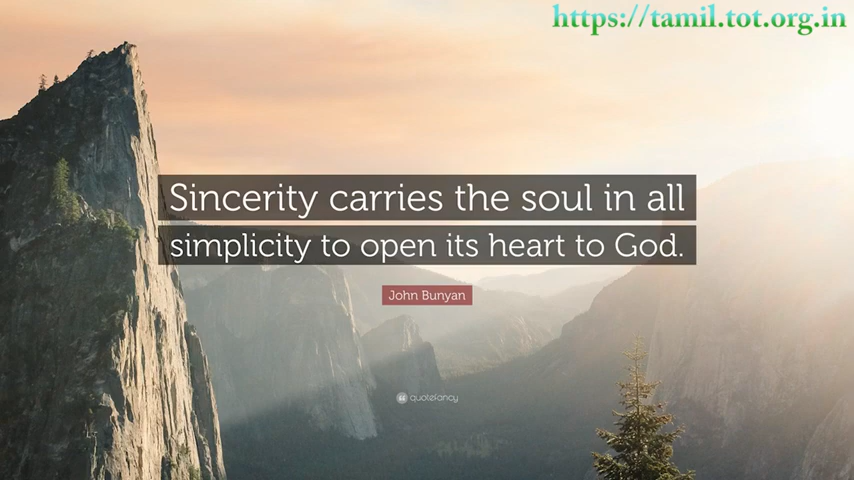 https://tamil.tot.org.in
Sincerity carries the soul in all
simplicity to open its heart to God.
John Bunyan
quotefancy